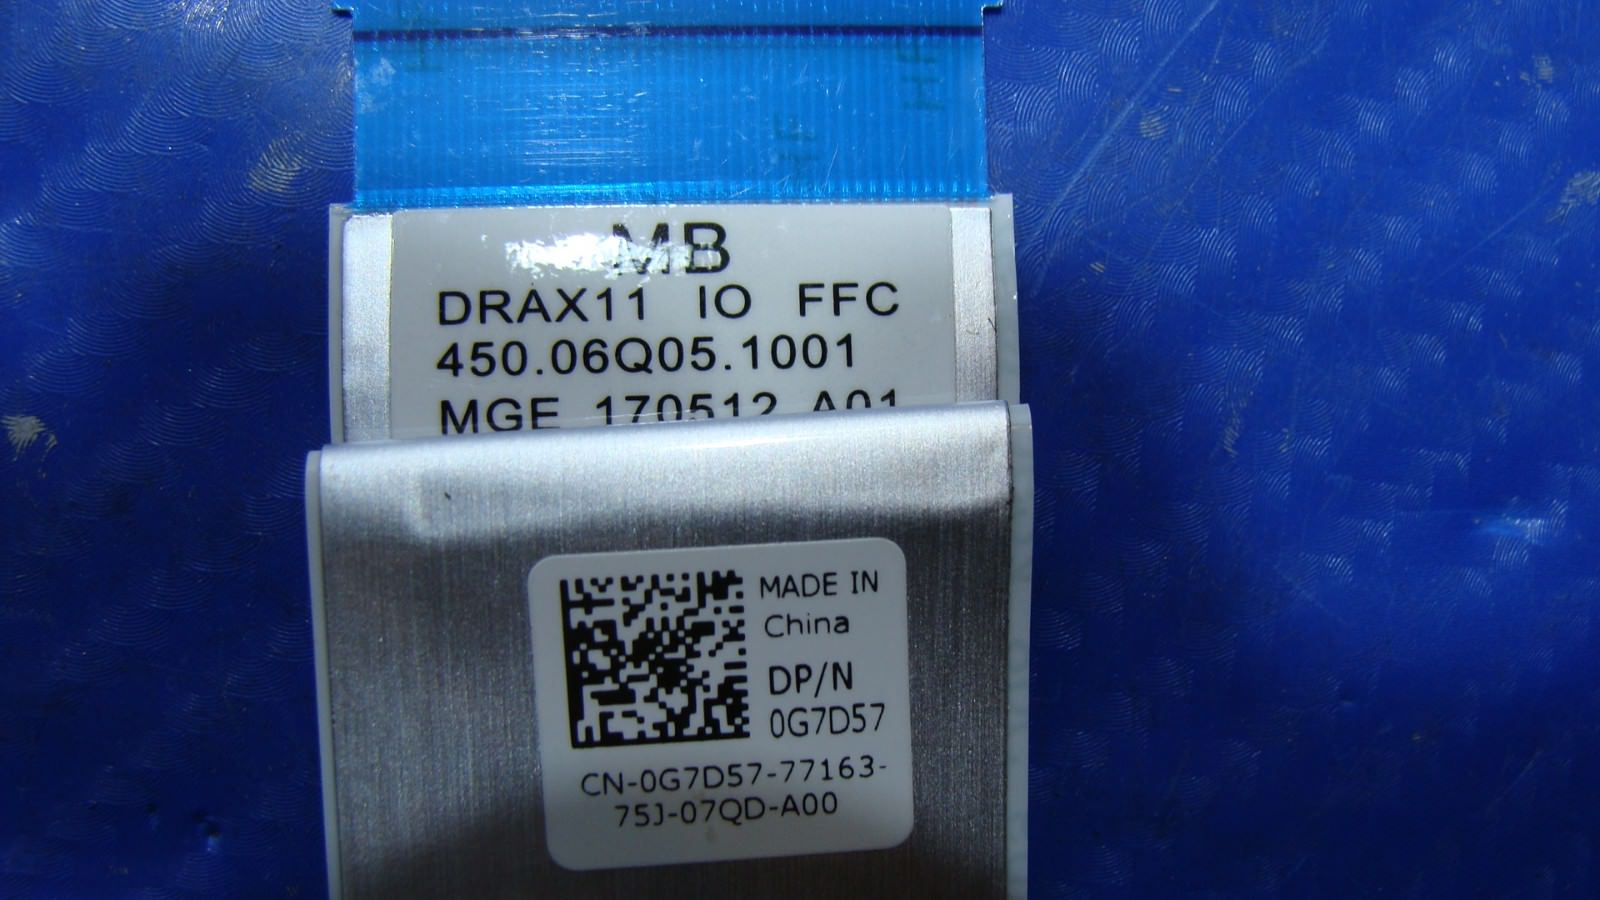 MB
DRAX11 IO FFC
450.06Q05.1001
MGE 170512 A01
MADE IN
China
DP/N
0G7D57
CN-0G7D57-77163-
75J-07QD-A00